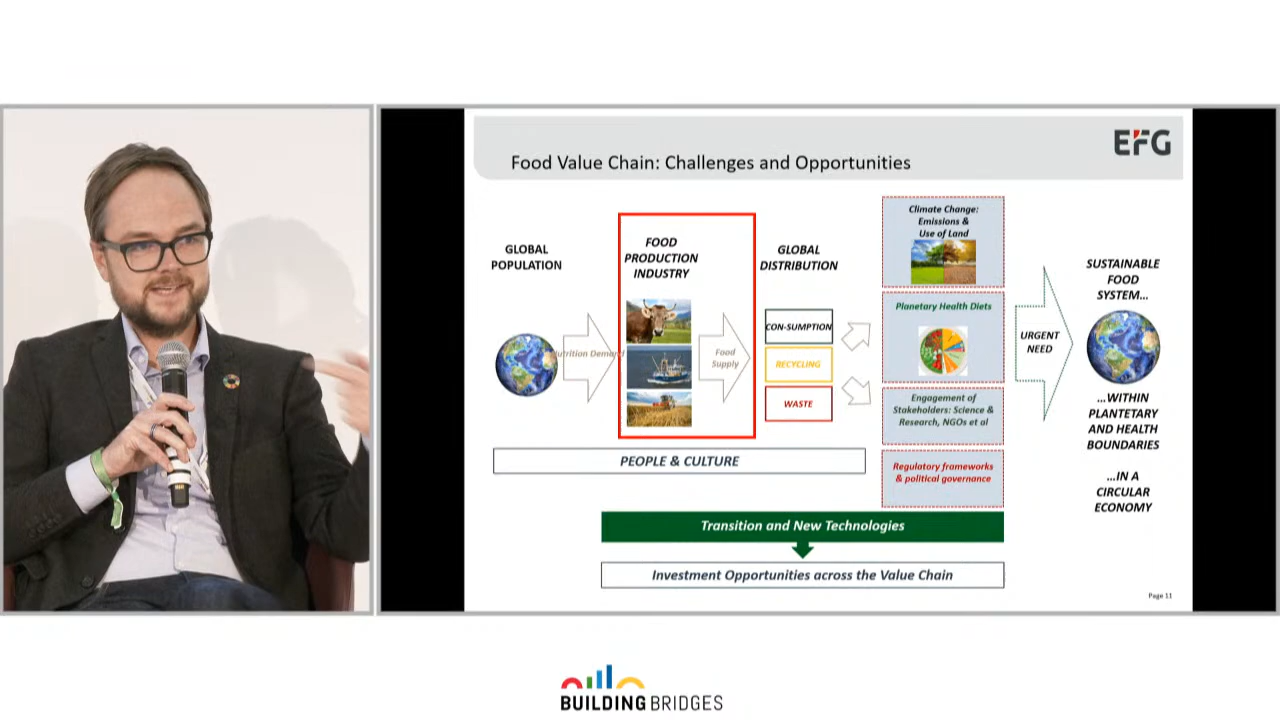 EFG
Food Value Chain: Challenges and Opportunities
GLOBAL
POPULATION
Nutrition Demand
FOOD
PRODUCTION
INDUSTRY
Food
Supply
GLOBAL
DISTRIBUTION
CON-SUMPTION
RECYCLING
WASTE
Climate Change:
Emissions &
Use of Land
Planetary Health Diets
Engagement of
Stakeholders: Science &
Research, NGOs et al
Regulatory frameworks
& political governance
URGENT
NEED
SUSTAINABLE
FOOD
SYSTEM...
...WITHIN
PLANTETARY
AND HEALTH
BOUNDARIES
...IN A
CIRCULAR
ECONOMY
PEOPLE & CULTURE
Transition and New Technologies
Investment Opportunities across the Value Chain
Page 11
BUILDING BRIDGES